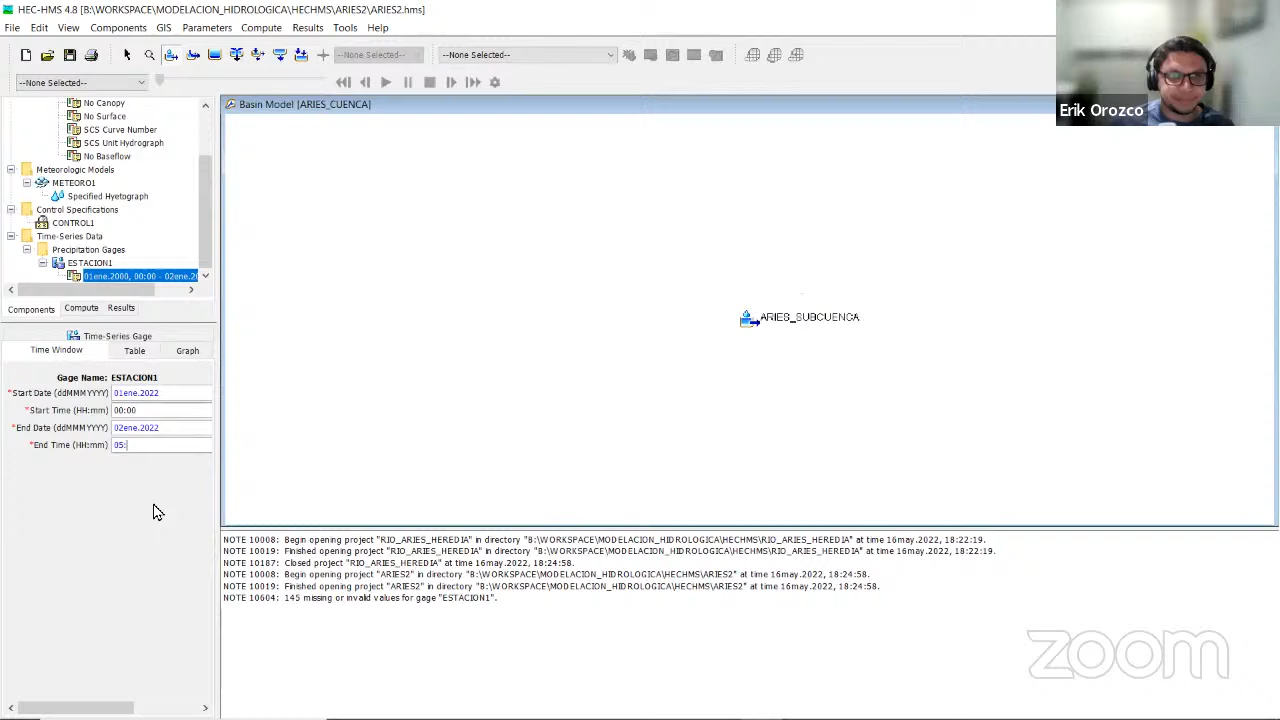 HEC-HMS 4.8 [B:\WORKSPACE\MODELACION_HIDROLOGICA\HECHMS\ARIES2\ARIES2.hms]
File Edit View Components GIS Parameters Compute Results Tools Help
--None Selected-- --None Selected--
--None Selected--
No Canopy
No Surface
SCS Curve Number
SCS Unit Hydrograph
No Baseflow
Meteorologic Models
METEORO1
Specified Hyetograph
Control Specifications
CONTROL1
Time-Series Data
Precipitation Gages
ESTACION1
01ene.2000, 00:00 - 02ene.20
Components Compute Results
Time-Series Gage
Time Window Table Graph
Gage Name: ESTACION1
*Start Date (ddMMMYYYY) 01ene.2022
*Start Time (HH:mm) 00:00
*End Date (ddMMMYYYY) 02ene.2022
*End Time (HH:mm) 05:
Basin Model [ARIES_CUENCA]
ARIES_SUBCUENCA
NOTE 10008: Begin opening project "RIO_ARIES_HEREDIA" in directory "B:\WORKSPACE\MODELACION_HIDROLOGICA\HECHMS\RIO_ARIES_HEREDIA" at time 16may.2022, 18:22:19.
NOTE 10019: Finished opening project "RIO_ARIES_HEREDIA" in directory "B:\WORKSPACE\MODELACION_HIDROLOGICA\HECHMS\RIO_ARIES_HEREDIA" at time 16may.2022, 18:22:19.
NOTE 10187: Closed project "RIO_ARIES_HEREDIA" at time 16may.2022, 18:24:58.
NOTE 10008: Begin opening project "ARIES2" in directory "B:\WORKSPACE\MODELACION_HIDROLOGICA\HECHMS\ARIES2" at time 16may.2022, 18:24:58.
NOTE 10019: Finished opening project "ARIES2" in directory "B:\WORKSPACE\MODELACION_HIDROLOGICA\HECHMS\ARIES2" at time 16may.2022, 18:24:58.
NOTE 10604: 145 missing or invalid values for gage "ESTACION1".
Erik Orozco
zoom